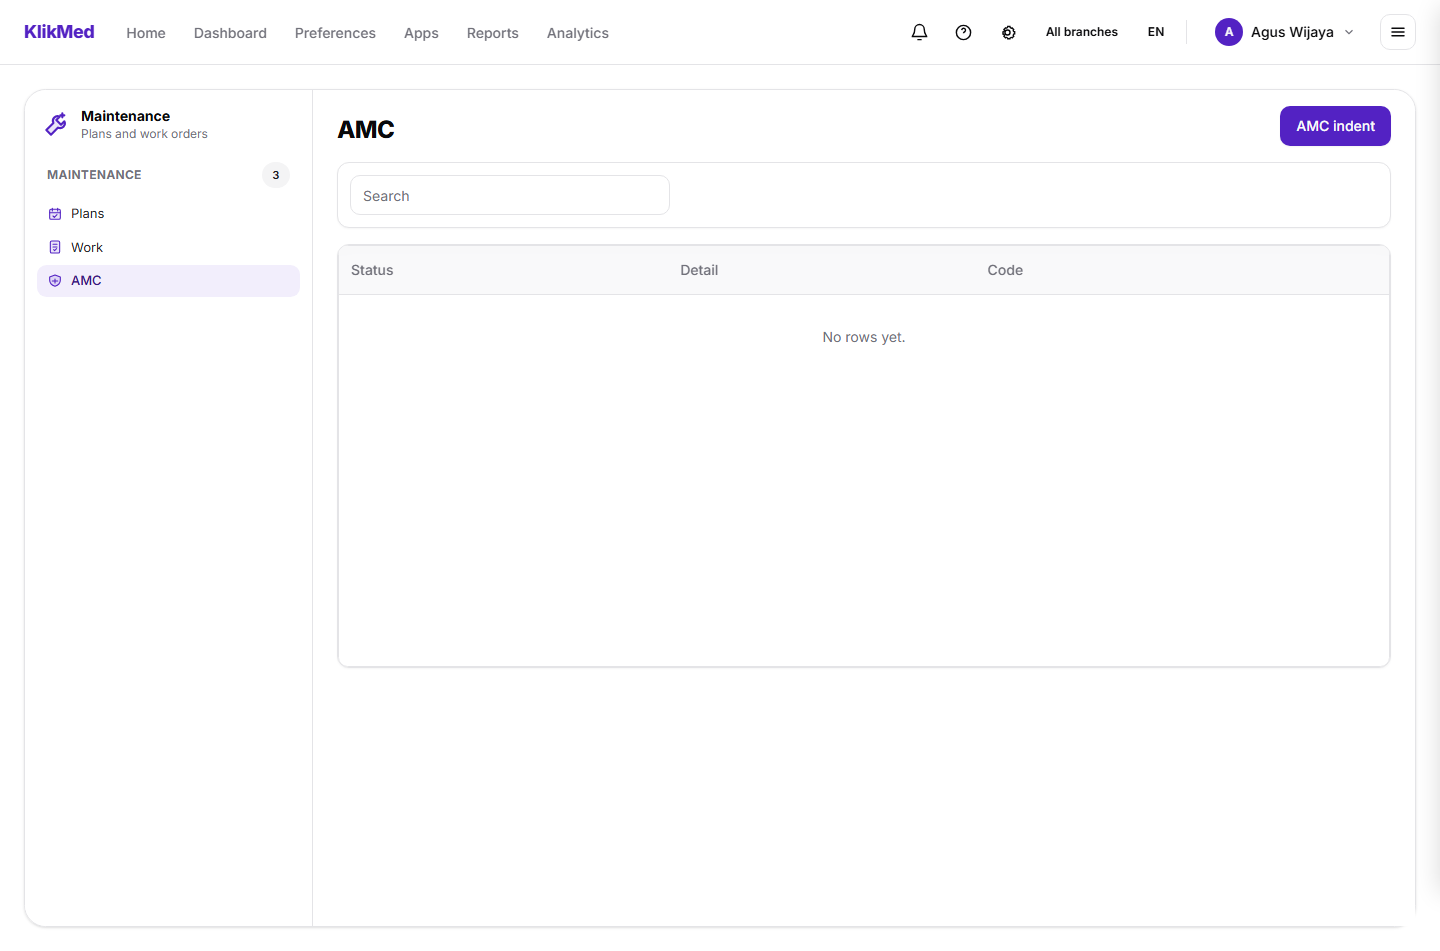 KlikMed
Home
Dashboard
Preferences
Apps
Reports
Analytics
All branches
EN
A
Agus Wijaya
Maintenance
Plans and work orders
MAINTENANCE
3
Plans
Work
AMC
AMC
AMC indent
Search
Status
Detail
Code
No rows yet.